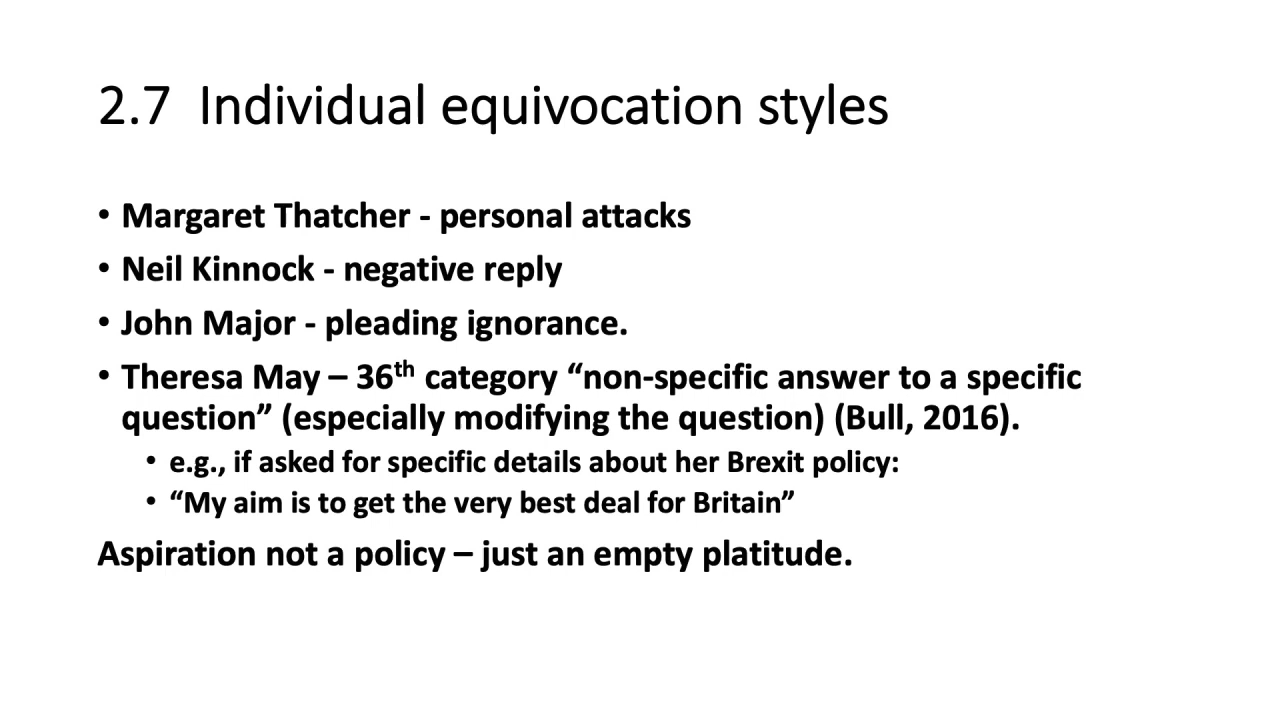 2.7 Individual equivocation styles
• Margaret Thatcher - personal attacks
• Neil Kinnock - negative reply
• John Major - pleading ignorance.
• Theresa May – 36th category “non-specific answer to a specific
question” (especially modifying the question) (Bull, 2016).
• e.g., if asked for specific details about her Brexit policy:
• “My aim is to get the very best deal for Britain”
Aspiration not a policy – just an empty platitude.